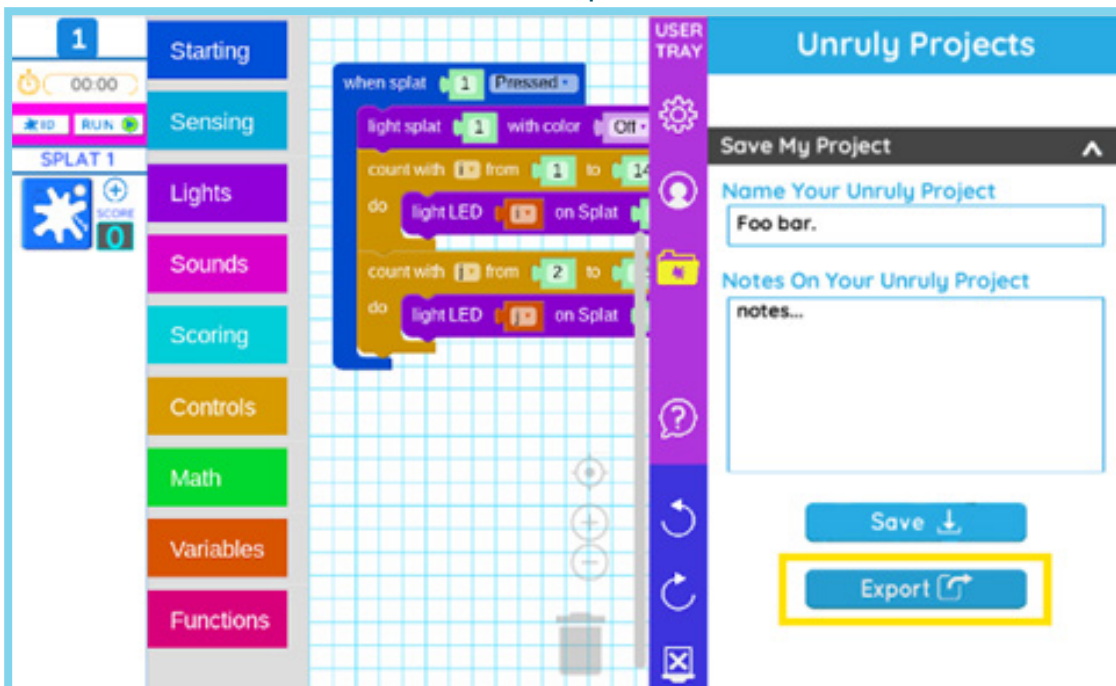 1
00:00
ID RUN
SPLAT 1
SCORE
0
Starting
Sensing
Lights
Sounds
Scoring
Controls
Math
Variables
Functions
when splat 1 Pressed
light splat 1 with color Off
count with i from 1 to 14
do light LED i on Splat
count with j from 2 to
do light LED j on Splat
USER
TRAY
Unruly Projects
Save My Project
Name Your Unruly Project
Foo bar.
Notes On Your Unruly Project
notes...
Save
Export